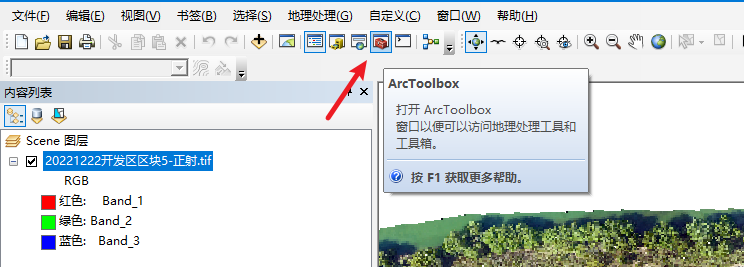 文件(F) 编辑(E) 视图(V) 书签(B) 选择(S) 地理处理(G) 自定义(C) 窗口(W) 帮助(H)
ArcToolbox
打开 ArcToolbox
窗口以便可以访问地理处理工具和
工具箱。
按 F1 获取更多帮助。
内容列表
Scene 图层
20221222开发区区块5-正射.tif
RGB
红色: Band_1
绿色: Band_2
蓝色: Band_3